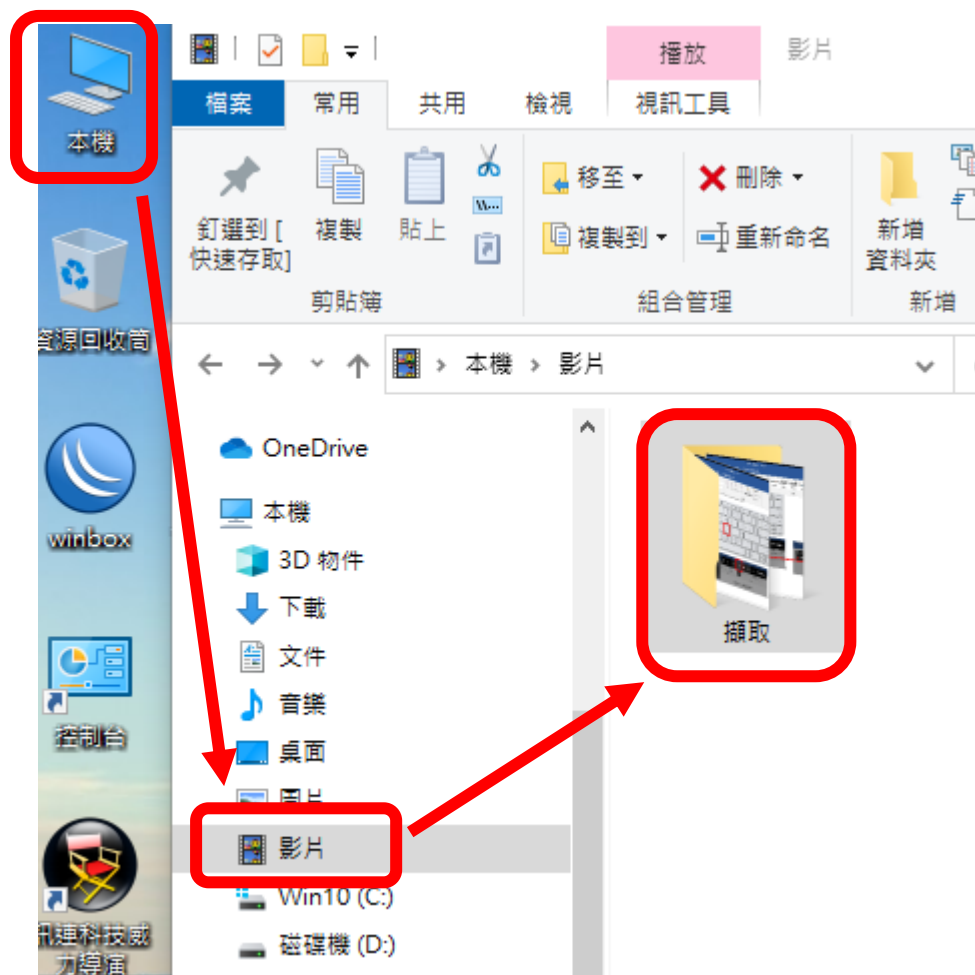 本機
資源回收筒
winbox
控制台
訊連科技威
力導演
播放
影片
檔案
常用
共用
檢視
視訊工具
釘選到 [
快速存取]
複製
貼上
移至
複製到
刪除
重新命名
新增
資料夾
剪貼簿
組合管理
新增
本機 › 影片
OneDrive
本機
3D 物件
下載
文件
音樂
桌面
圖片
影片
Win10 (C:)
磁碟機 (D:)
擷取